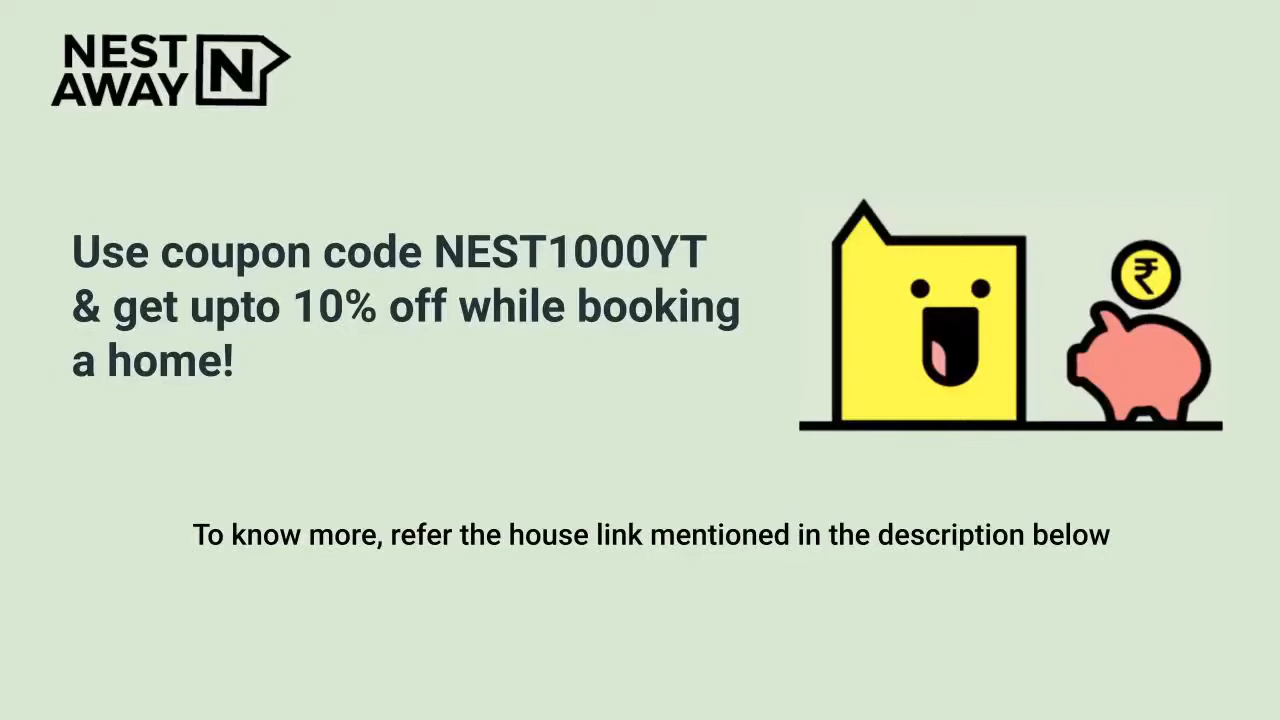 NEST
AWAY N
Use coupon code NEST1000YT
& get upto 10% off while booking
a home!
₹
To know more, refer the house link mentioned in the description below